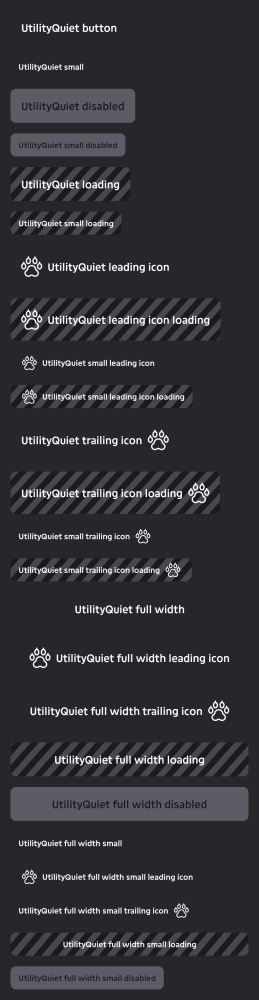 UtilityQuiet button
UtilityQuiet small
UtilityQuiet disabled
UtilityQuiet small disabled
UtilityQuiet loading
UtilityQuiet small loading
UtilityQuiet leading icon
UtilityQuiet leading icon loading
UtilityQuiet small leading icon
UtilityQuiet small leading icon loading
UtilityQuiet trailing icon
UtilityQuiet trailing icon loading
UtilityQuiet small trailing icon
UtilityQuiet small trailing icon loading
UtilityQuiet full width
UtilityQuiet full width leading icon
UtilityQuiet full width trailing icon
UtilityQuiet full width loading
UtilityQuiet full width disabled
UtilityQuiet full width small
UtilityQuiet full width small leading icon
UtilityQuiet full width small trailing icon
UtilityQuiet full width small loading
UtilityQuiet full width small disabled